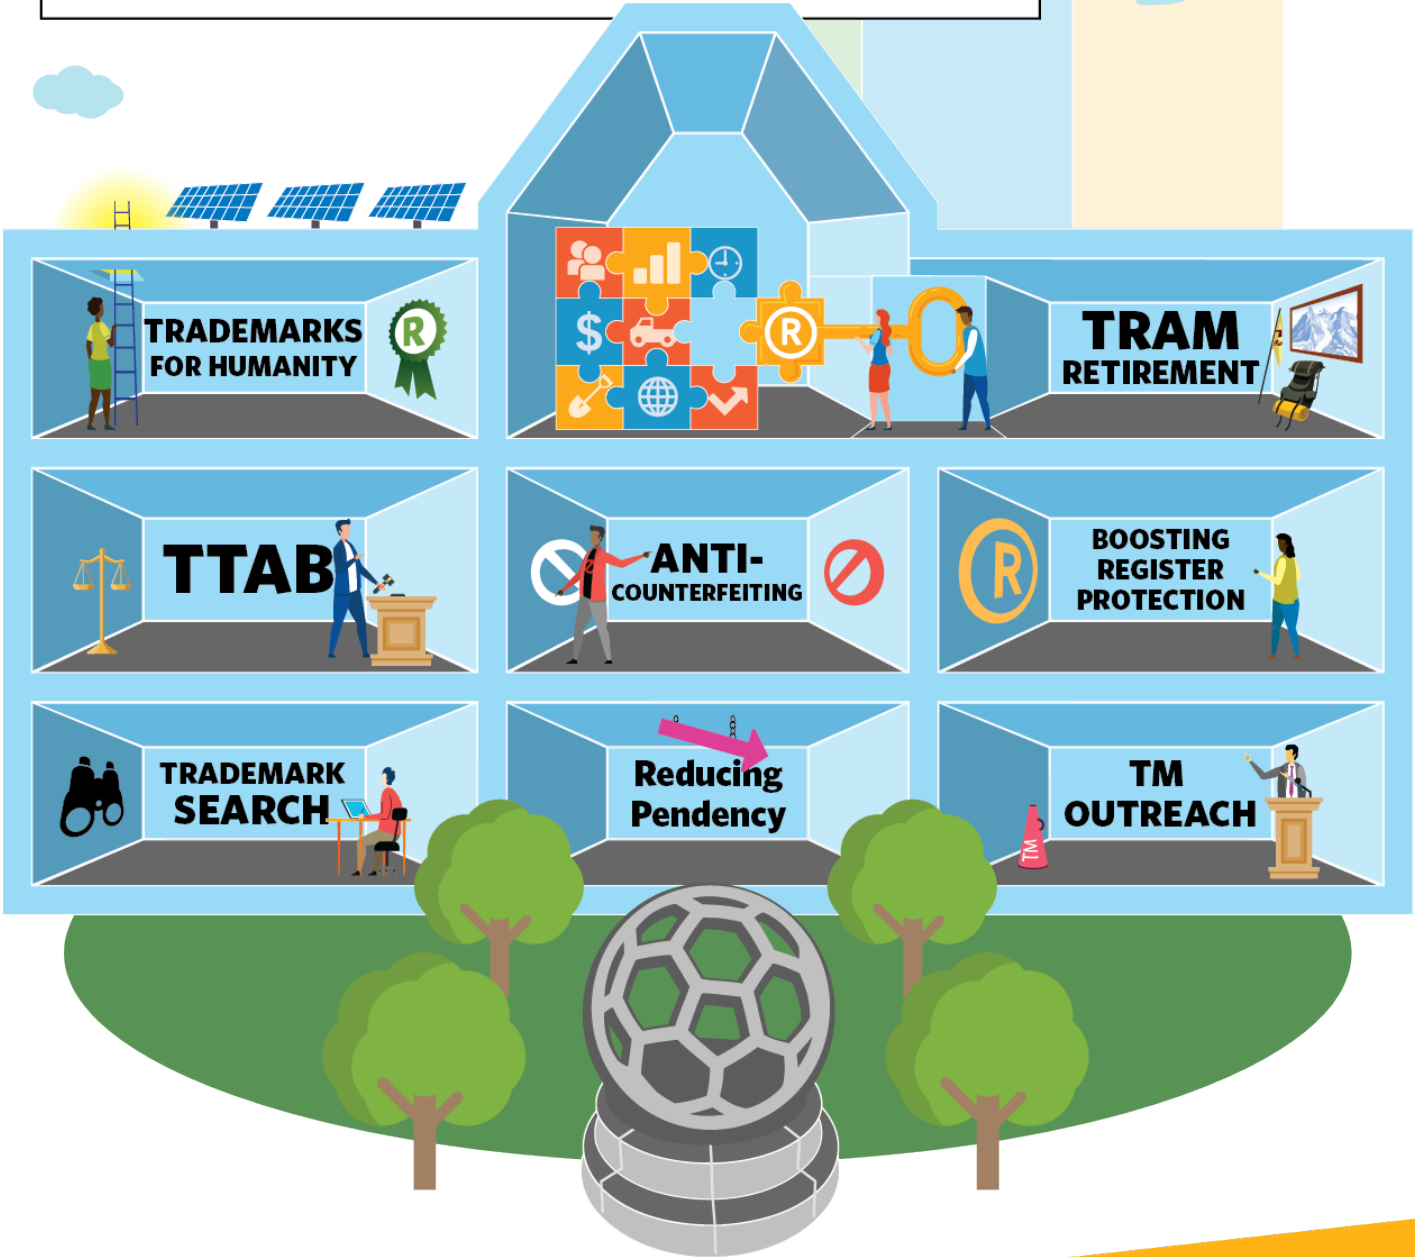 TRADEMARKS
FOR HUMANITY
R
$
R
TRAM
RETIREMENT
TTAB
ANTI-
COUNTERFEITING
R
BOOSTING
REGISTER
PROTECTION
TRADEMARK
SEARCH
Reducing
Pendency
TM
OUTREACH
TM